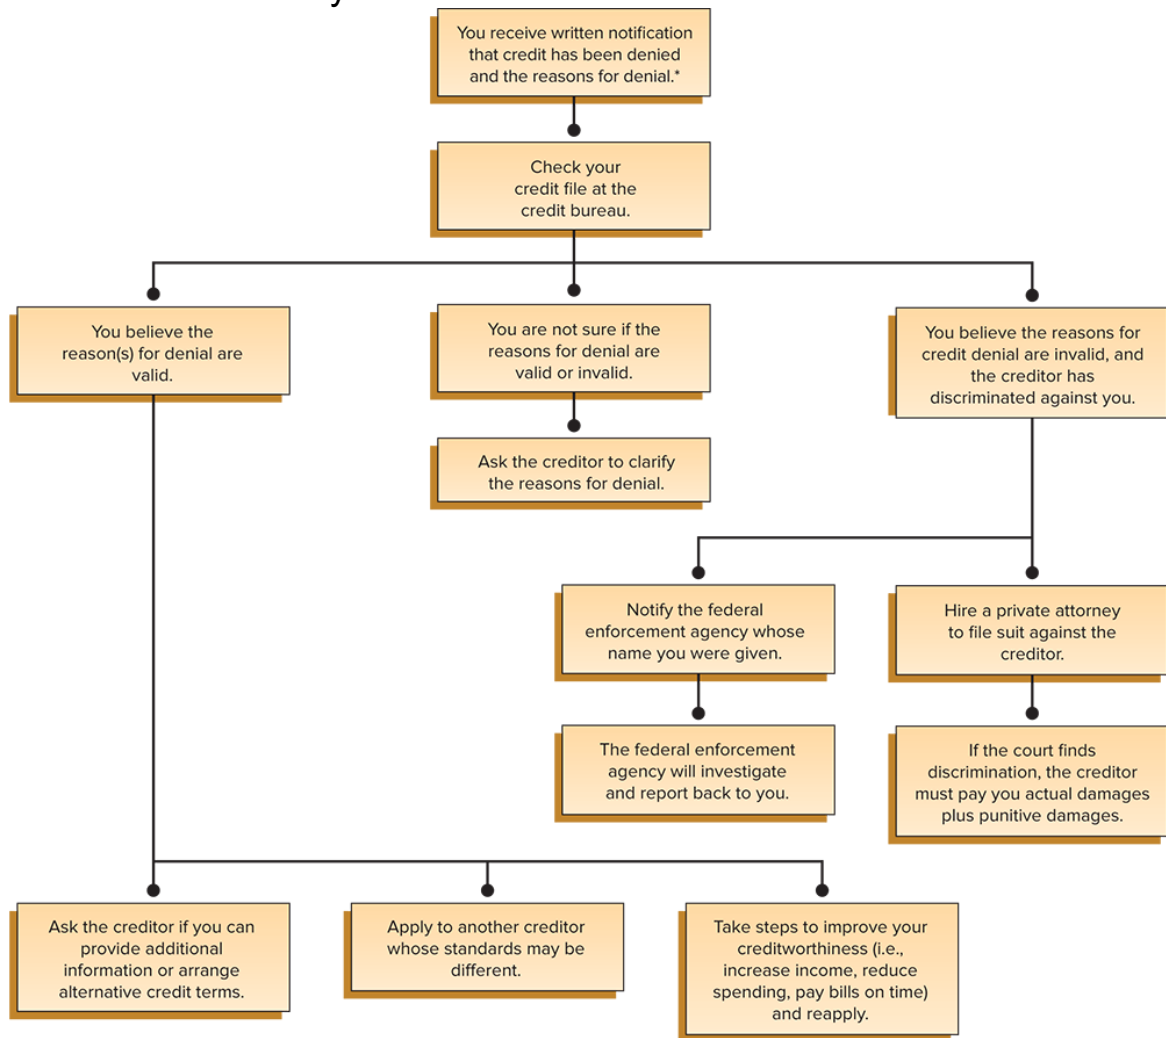 You receive written notification
that credit has been denied
and the reasons for denial.*
Check your
credit file at the
credit bureau.
You believe the
reason(s) for denial are
valid.
You are not sure if the
reasons for denial are
valid or invalid.
You believe the reasons for
credit denial are invalid, and
the creditor has
discriminated against you.
Ask the creditor to clarify
the reasons for denial.
Notify the federal
enforcement agency whose
name you were given.
Hire a private attorney
to file suit against the
creditor.
The federal enforcement
agency will investigate
and report back to you.
If the court finds
discrimination, the creditor
must pay you actual damages
plus punitive damages.
Ask the creditor if you can
provide additional
information or arrange
alternative credit terms.
Apply to another creditor
whose standards may be
different.
Take steps to improve your
creditworthiness (i.e.,
increase income, reduce
spending, pay bills on time)
and reapply.